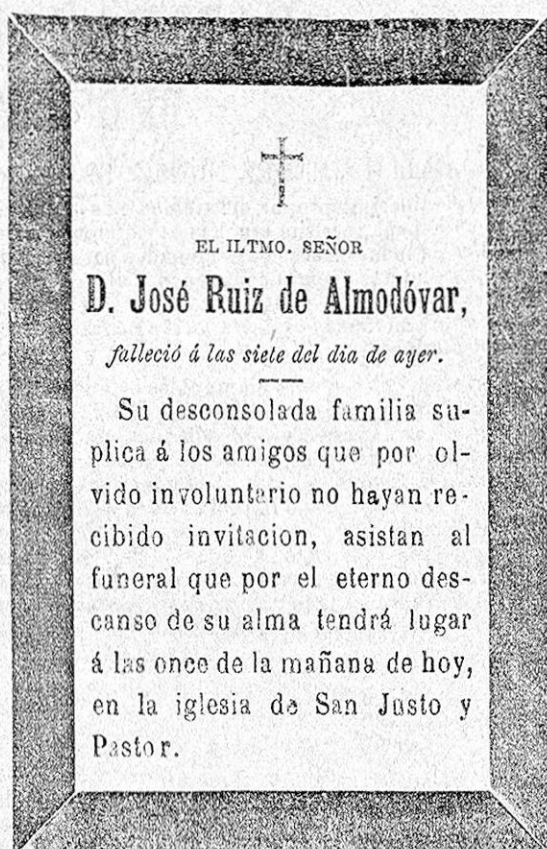 EL ILTMO. SEÑOR
D. José Ruiz de Almodóvar,
falleció á las siete del dia de ayer.
Su desconsolada familia su-
plica á los amigos que por ol-
vido involuntario no hayan re-
cibido invitacion, asistan al
funeral que por el eterno des-
canso de su alma tendrá lugar
á las once de la mañana de hoy,
en la iglesia de San Justo y
Pastor.